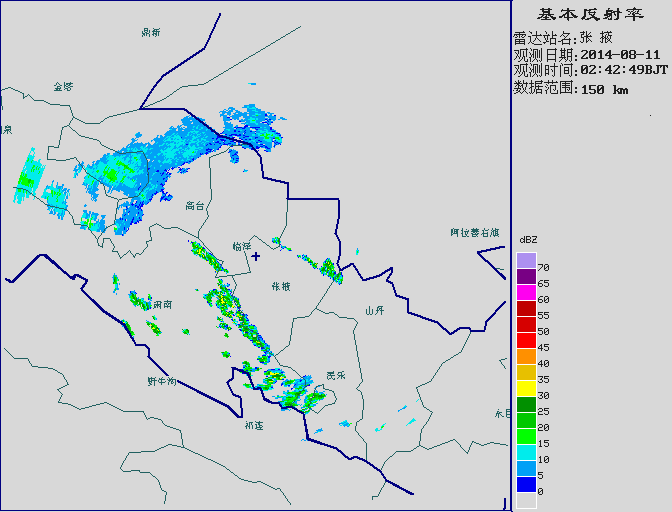 基本反射率
雷达站名:张 掖
观测日期:2014-08-11
观测时间:02:42:49BJT
数据范围:150 km
dBZ
70
65
60
55
50
45
40
35
30
25
20
15
10
5
0
鼎新
金塔
泉
高台
临泽
阿拉善右旗
张掖
山丹
肃南
野牛沟
民乐
祁连
永昌